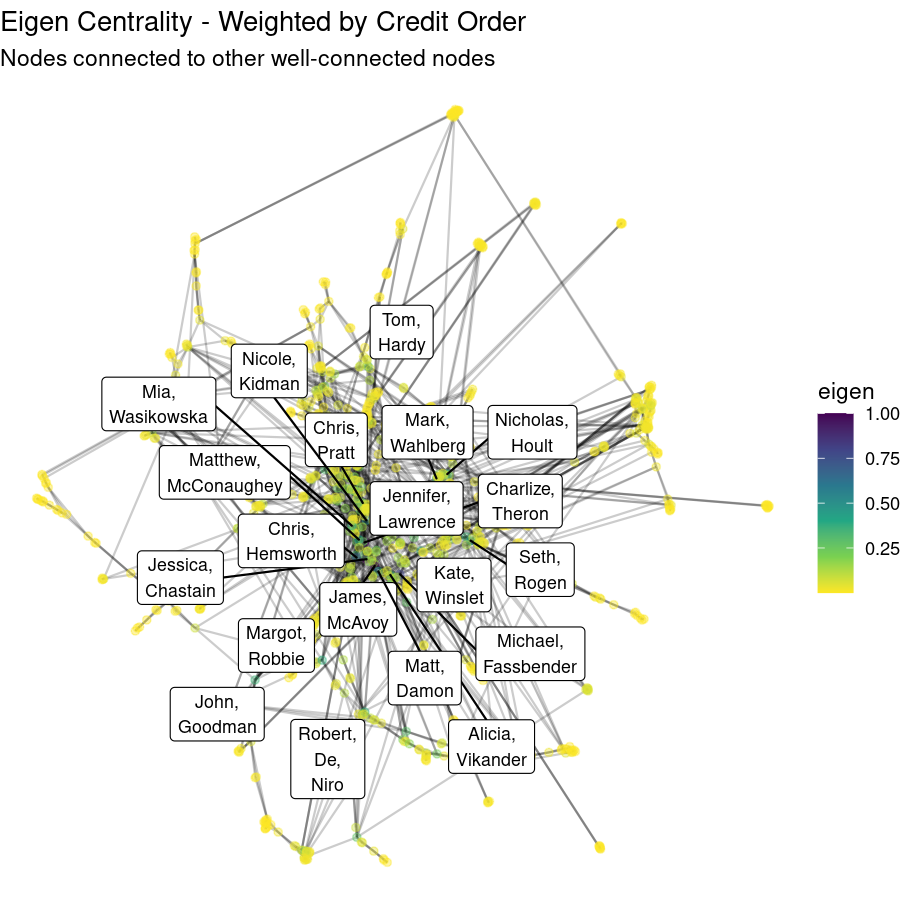 Eigen Centrality - Weighted by Credit Order
Nodes connected to other well-connected nodes
Tom,
Hardy
Nicole,
Kidman
Mia,
Wasikowska
Chris,
Pratt
Mark,
Wahlberg
Nicholas,
Hoult
Matthew,
McConaughey
Jennifer,
Lawrence
Charlize,
Theron
Chris,
Hemsworth
Jessica,
Chastain
Seth,
Rogen
Kate,
Winslet
James,
McAvoy
Margot,
Robbie
Michael,
Fassbender
Matt,
Damon
John,
Goodman
Robert,
De,
Niro
Alicia,
Vikander
eigen
1.00
0.75
0.50
0.25